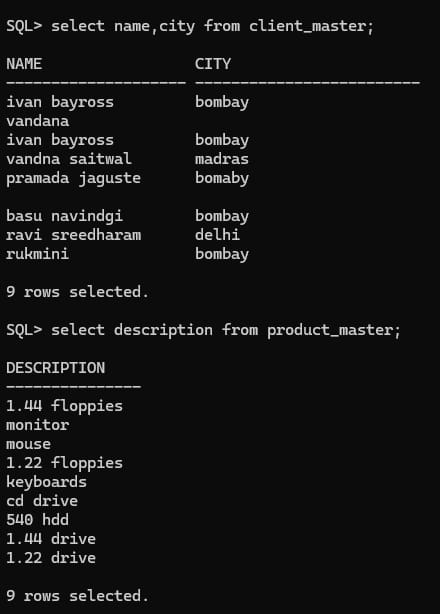 SQL> select name,city from client_master;
NAME                 CITY
-------------------- -------------------------
ivan bayross         bombay
vandana
ivan bayross         bombay
vandna saitwal       madras
pramada jaguste      bomaby

basu navindgi        bombay
ravi sreedharam      delhi
rukmini              bombay

9 rows selected.

SQL> select description from product_master;

DESCRIPTION
---------------
1.44 floppies
monitor
mouse
1.22 floppies
keyboards
cd drive
540 hdd
1.44 drive
1.22 drive

9 rows selected.